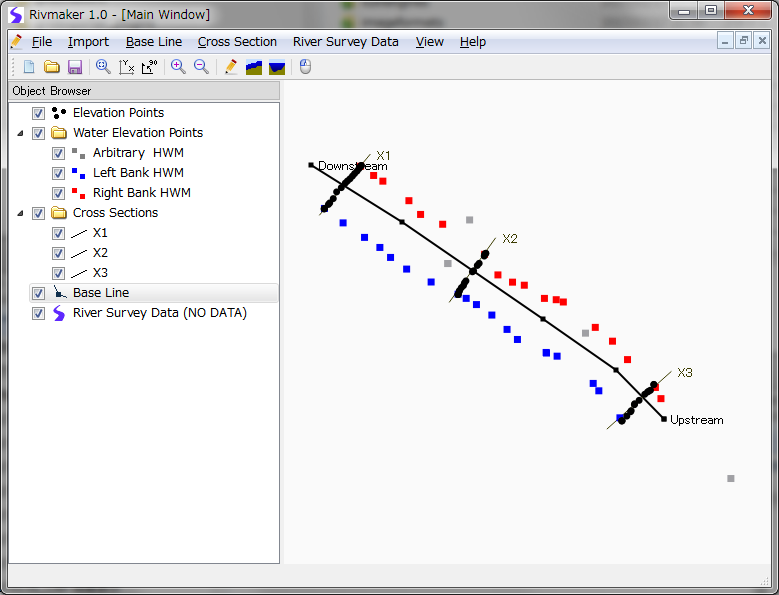 Rivmaker 1.0 - [Main Window]
File Import Base Line Cross Section River Survey Data View Help
Object Browser
Elevation Points
Water Elevation Points
Arbitrary HWM
Left Bank HWM
Right Bank HWM
Cross Sections
X1
X2
X3
Base Line
River Survey Data (NO DATA)
X1
Downstream
X2
X3
Upstream